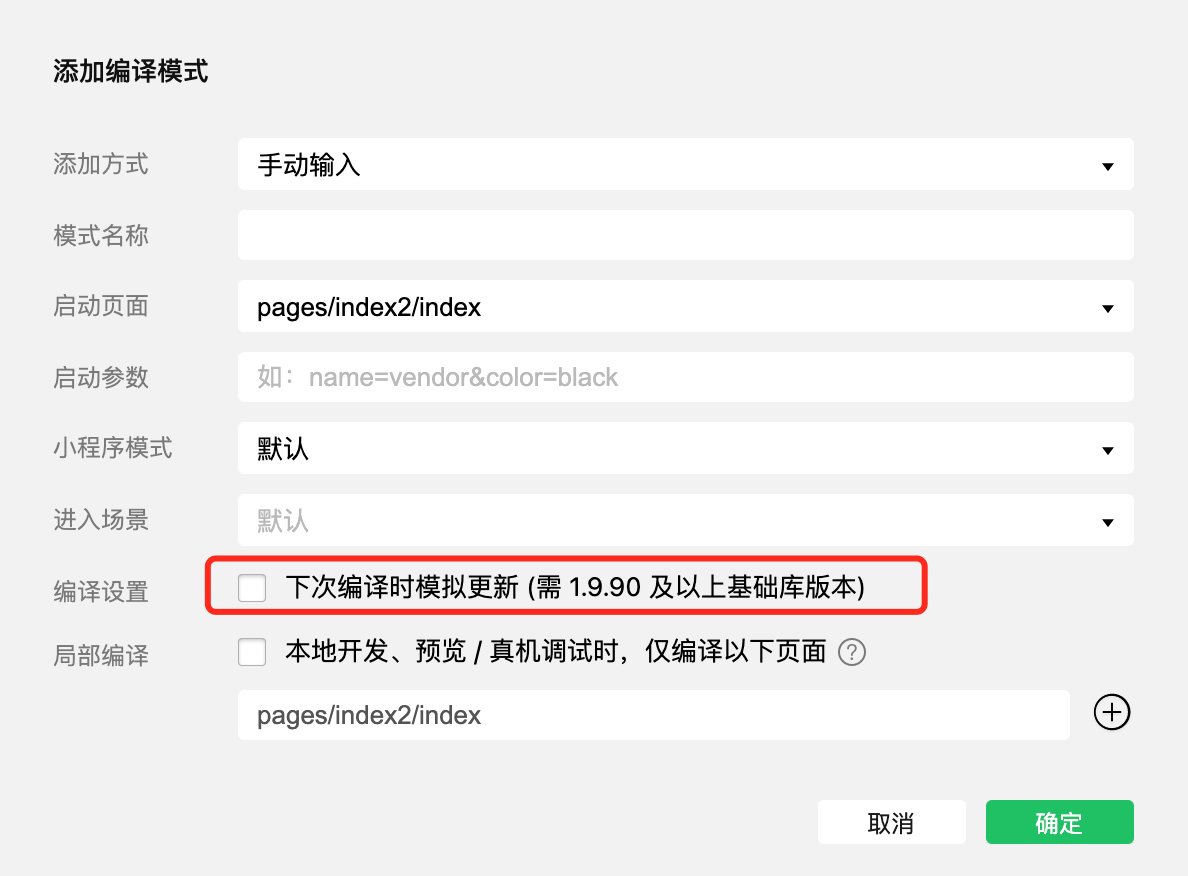 添加编译模式
添加方式 手动输入
模式名称
启动页面 pages/index2/index
启动参数 如：name=vendor&color=black
小程序模式 默认
进入场景 默认
编译设置 下次编译时模拟更新 (需 1.9.90 及以上基础库版本)
局部编译 本地开发、预览 / 真机调试时，仅编译以下页面 ?
pages/index2/index
取消 确定